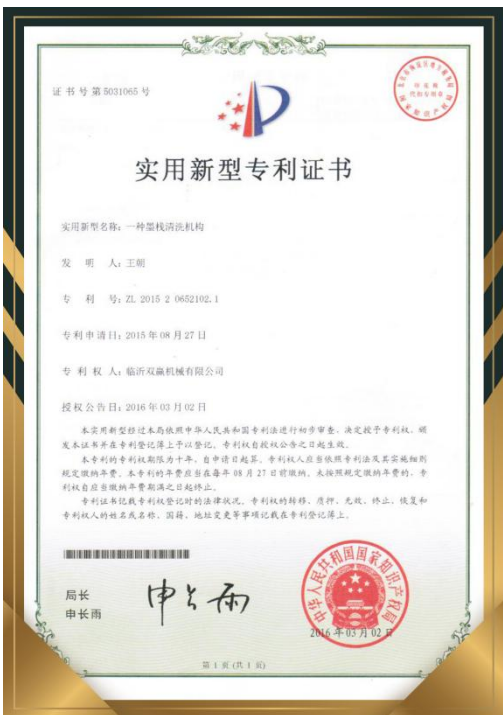 证书号第5031065号
实用新型专利证书
实用新型名称：一种墨栈清洗机构
发 明 人：王朝
专 利 号：ZL 2015 2 0652102.1
专利申请日：2015年08月27日
专 利 权 人：临沂双赢机械有限公司
授权公告日：2016年03月02日
本实用新型经过本局依照中华人民共和国专利法进行初步审查，决定授予专利权，颁
发本证书并在专利登记簿上予以登记。专利权自授权公告之日起生效。
本专利的专利权期限为十年，自申请日起算。专利权人应当依照专利法及其实施细则
规定缴纳年费。本专利的年费应当在每年08月27日前缴纳。未按照规定缴纳年费的，专
利权自应当缴纳年费期满之日起终止。
专利证书记载专利权登记时的法律状况。专利权的转移、质押、无效、终止、恢复和
专利权人的姓名或名称、国籍、地址变更等事项记载在专利登记簿上。
局长
申长雨
申长雨
中华人民共和国国家知识产权局
2016年03月02日
第1页(共1页)